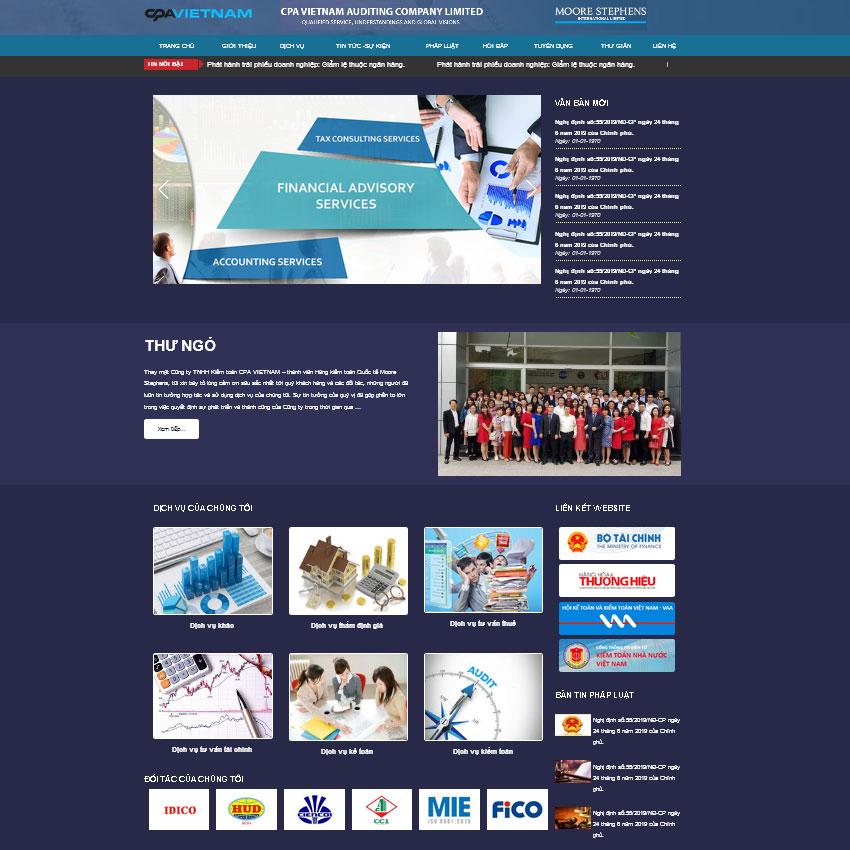 CPAVIETNAM
CPA VIETNAM AUDITING COMPANY LIMITED
QUALIFIED SERVICE, UNDERSTANDINGS AND GLOBAL VISIONS
MOORE STEPHENS
INTERNATIONAL LIMITED
TRANG CHỦ GIỚI THIỆU DỊCH VỤ TIN TỨC -SỰ KIỆN PHÁP LUẬT HỎI ĐÁP TUYỂN DỤNG THƯ GIÃN LIÊN HỆ
TIN NỔI BẬT
Phát hành trái phiếu doanh nghiệp: Giảm lệ thuộc ngân hàng. Phát hành trái phiếu doanh nghiệp: Giảm lệ thuộc ngân hàng.
TAX CONSULTING SERVICES
FINANCIAL ADVISORY
SERVICES
ACCOUNTING SERVICES
VĂN BẢN MỚI
Nghị định số:55/2019/NĐ-CP ngày 24 tháng
6 năm 2019 của Chính phủ.
Ngày: 01-01-1970
Nghị định số:55/2019/NĐ-CP ngày 24 tháng
6 năm 2019 của Chính phủ.
Ngày: 01-01-1970
Nghị định số:55/2019/NĐ-CP ngày 24 tháng
6 năm 2019 của Chính phủ.
Ngày: 01-01-1970
Nghị định số:55/2019/NĐ-CP ngày 24 tháng
6 năm 2019 của Chính phủ.
Ngày: 01-01-1970
Nghị định số:55/2019/NĐ-CP ngày 24 tháng
6 năm 2019 của Chính phủ.
Ngày: 01-01-1970
THƯ NGỎ
Thay mặt Công ty TNHH Kiểm toán CPA VIETNAM – thành viên Hãng kiểm toán Quốc tế Moore
Stephens, tôi xin bày tỏ lòng cảm ơn sâu sắc nhất tới quý khách hàng và các đối tác, những người đã
luôn tin tưởng hợp tác và sử dụng dịch vụ của chúng tôi. Sự tin tưởng của quý vị đã góp phần to lớn
trong việc quyết định sự phát triển và thành công của Công ty trong thời gian qua ...
Xem tiếp...
DỊCH VỤ CỦA CHÚNG TÔI
Dịch vụ khác
Dịch vụ thẩm định giá
Dịch vụ tư vấn thuế
AUDIT
Dịch vụ tư vấn tài chính
Dịch vụ kế toán
Dịch vụ kiểm toán
LIÊN KẾT WEBSITE
BỘ TÀI CHÍNH
THE MINISTRY OF FINANCE
HÀNG HÓA &
THƯƠNG HIỆU
HỘI KẾ TOÁN VÀ KIỂM TOÁN VIỆT NAM - VAA
CỔNG THÔNG TIN ĐIỆN TỬ
KIỂM TOÁN NHÀ NƯỚC
VIỆT NAM
BẢN TIN PHÁP LUẬT
Nghị định số:55/2019/NĐ-CP ngày
24 tháng 6 năm 2019 của Chính
phủ.
Nghị định số:55/2019/NĐ-CP ngày
24 tháng 6 năm 2019 của Chính
phủ.
Nghị định số:55/2019/NĐ-CP ngày
24 tháng 6 năm 2019 của Chính
phủ.
ĐỐI TÁC CỦA CHÚNG TÔI
IDICO
HUD
CIENCO1
CC1
MIE
ISO 9001:2015
FiCO